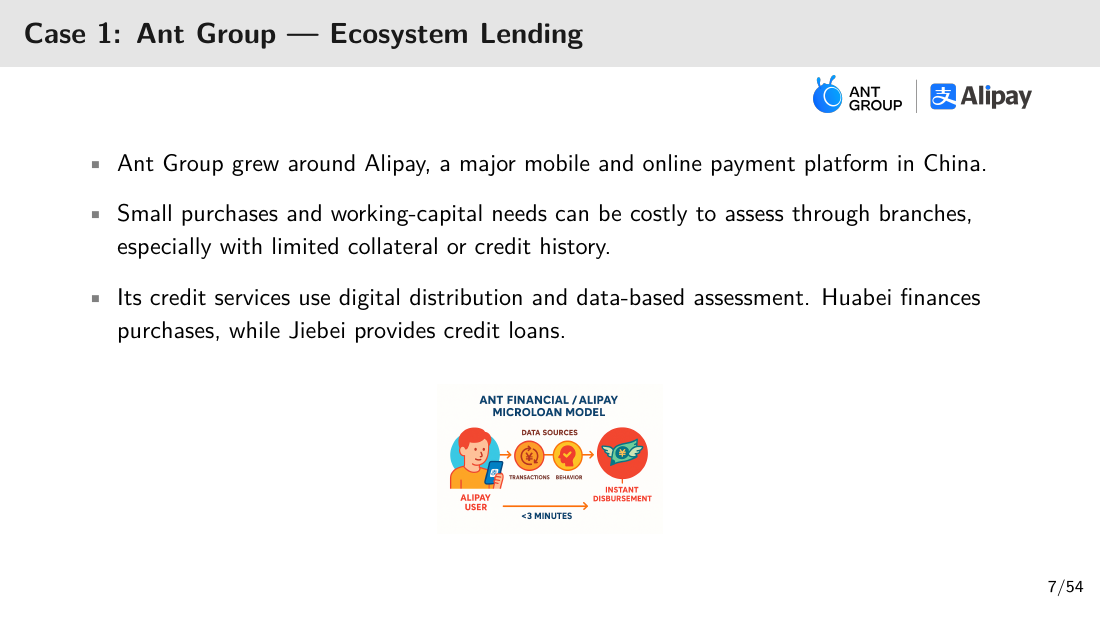 Case 1: Ant Group — Ecosystem Lending
ANT
GROUP
支 Alipay
Ant Group grew around Alipay, a major mobile and online payment platform in China.
Small purchases and working-capital needs can be costly to assess through branches,
especially with limited collateral or credit history.
Its credit services use digital distribution and data-based assessment. Huabei finances
purchases, while Jiebei provides credit loans.
ANT FINANCIAL / ALIPAY
MICROLOAN MODEL
DATA SOURCES
¥
¥
TRANSACTIONS BEHAVIOR
ALIPAY
USER
INSTANT
DISBURSEMENT
<3 MINUTES
7/54